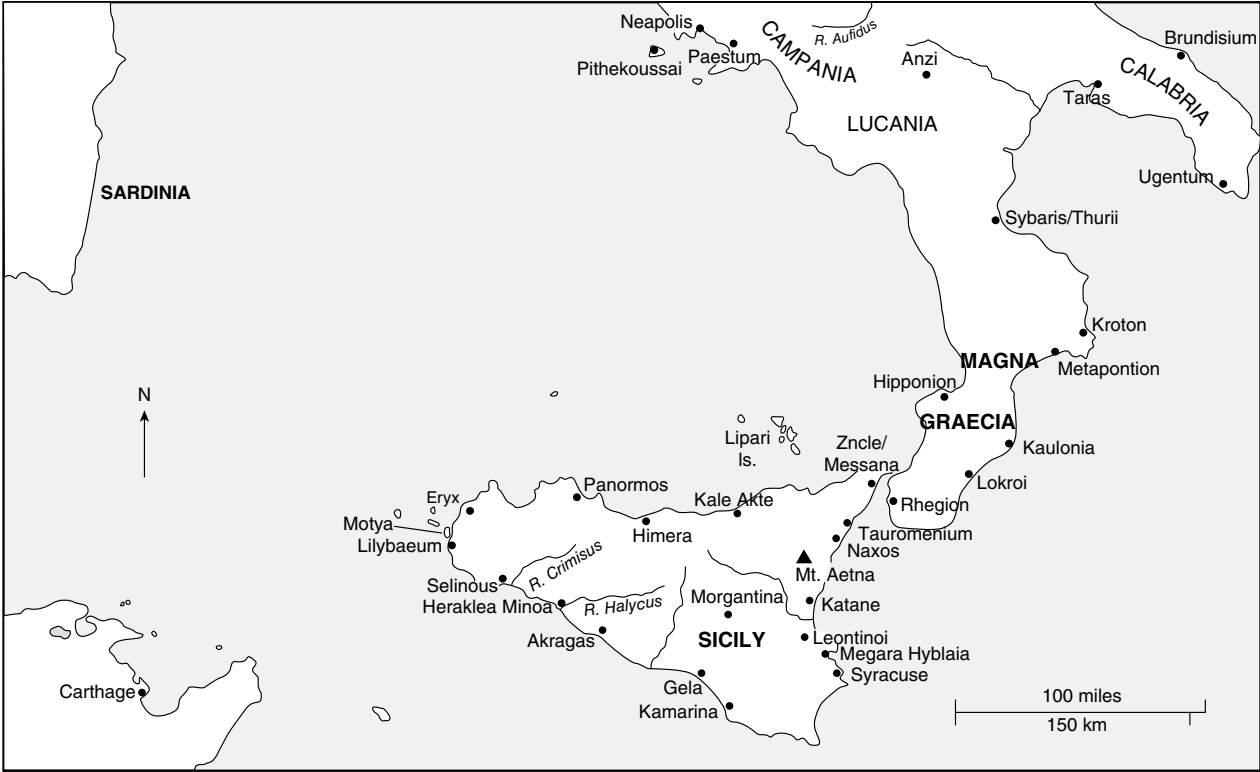 Neapolis
R. Aufidus
Brundisium
Pithekoussai
Paestum
CAMPANIA
Anzi
CALABRIA
Taras
LUCANIA
SARDINIA
Ugentum
Sybaris/Thurii
Kroton
MAGNA
Metapontion
N
Hipponion
GRAECIA
Lipari
Is.
Zncle/
Messana
Kaulonia
Lokroi
Eryx
Panormos
Kale Akte
Rhegion
Motya
Lilybaeum
Himera
Tauromenium
Naxos
R. Crimisus
Mt. Aetna
Selinous
Heraklea Minoa
R. Halycus
Morgantina
Katane
Akragas
SICILY
Leontinoi
Megara Hyblaia
Syracuse
Carthage
Gela
Kamarina
100 miles
150 km